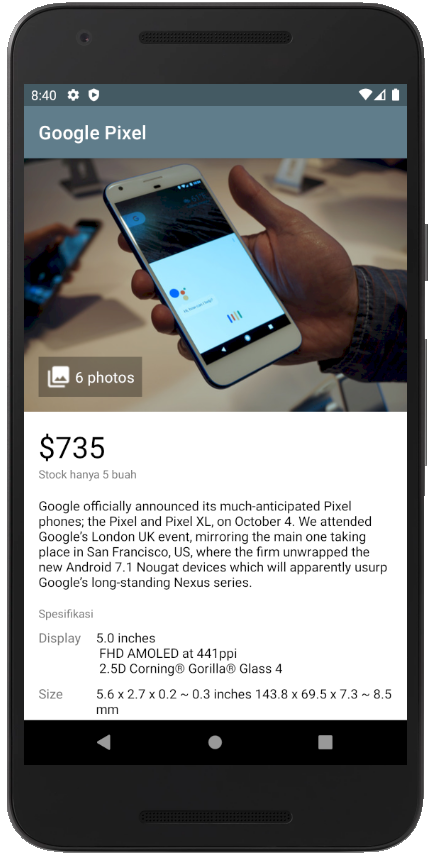 8:40
Google Pixel
Hi, how can I help?
6 photos
$735
Stock hanya 5 buah
Google officially announced its much-anticipated Pixel
phones; the Pixel and Pixel XL, on October 4. We attended
Google's London UK event, mirroring the main one taking
place in San Francisco, US, where the firm unwrapped the
new Android 7.1 Nougat devices which will apparently usurp
Google's long-standing Nexus series.
Spesifikasi
Display 5.0 inches
FHD AMOLED at 441ppi
2.5D Corning® Gorilla® Glass 4
Size 5.6 x 2.7 x 0.2 ~ 0.3 inches 143.8 x 69.5 x 7.3 ~ 8.5
mm